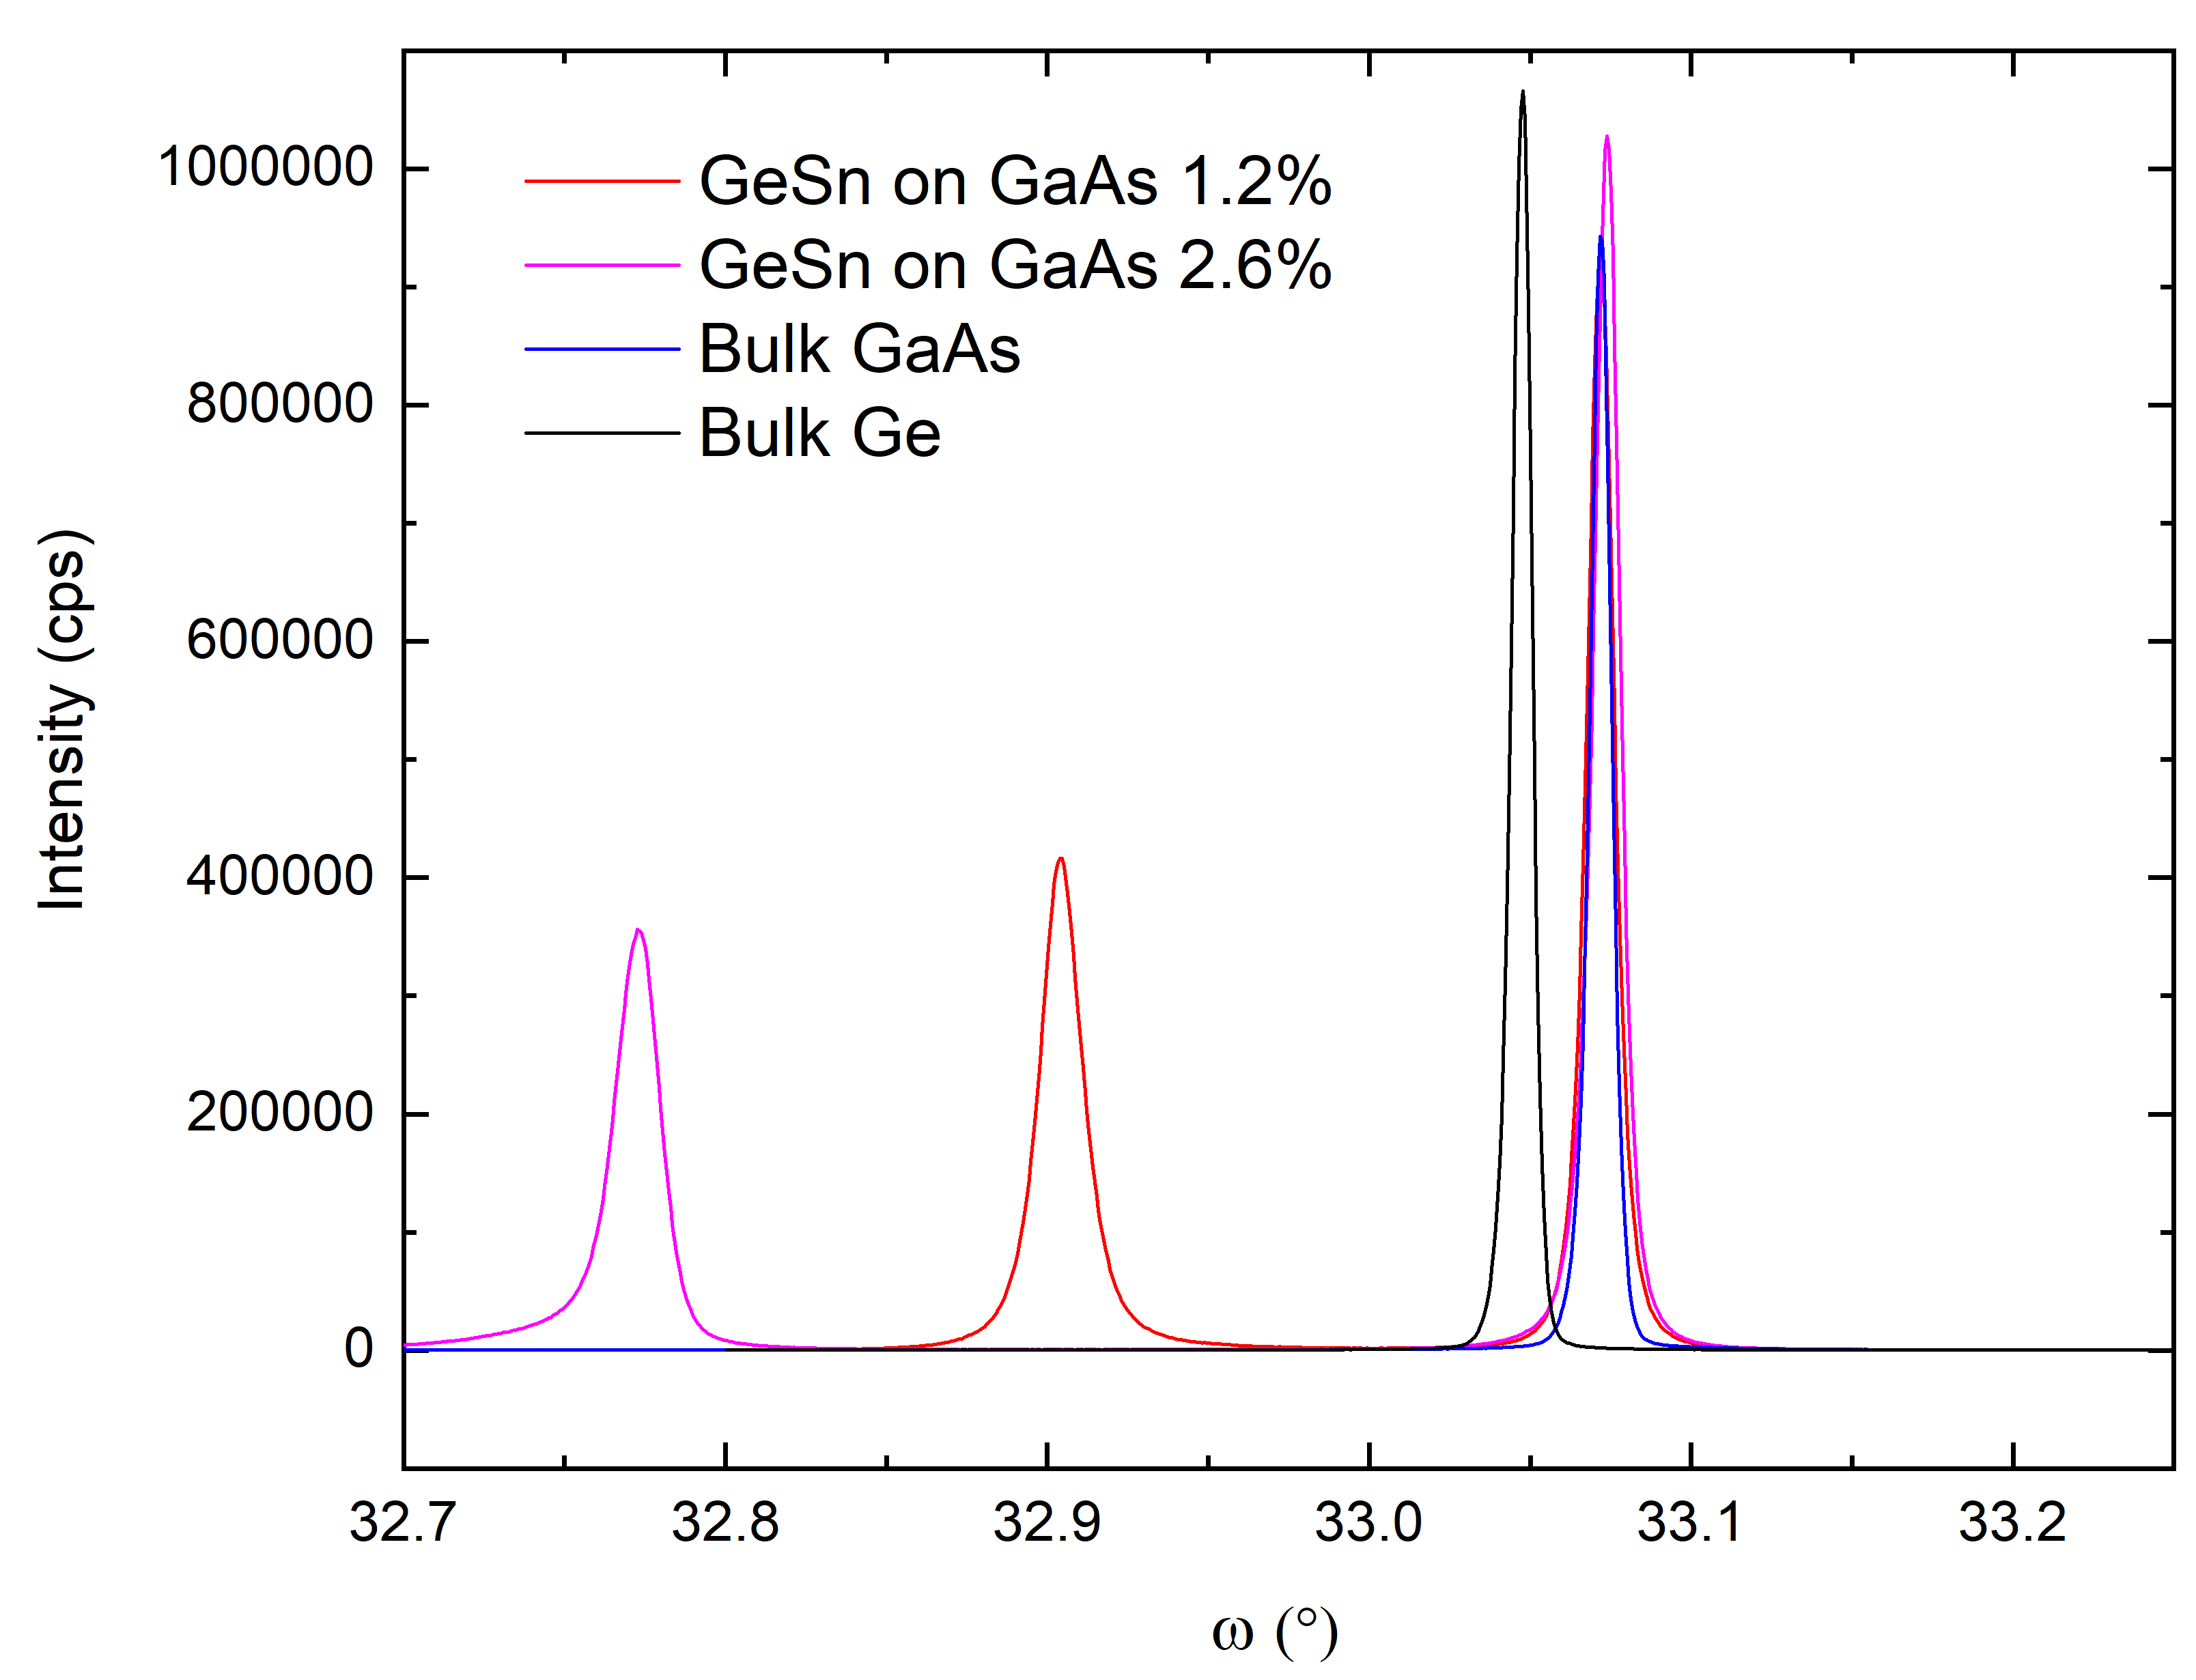 GeSn on GaAs 1.2%
GeSn on GaAs 2.6%
Bulk GaAs
Bulk Ge
Intensity (cps)
1000000
800000
600000
400000
200000
0
32.7 32.8 32.9 33.0 33.1 33.2
ω (°)